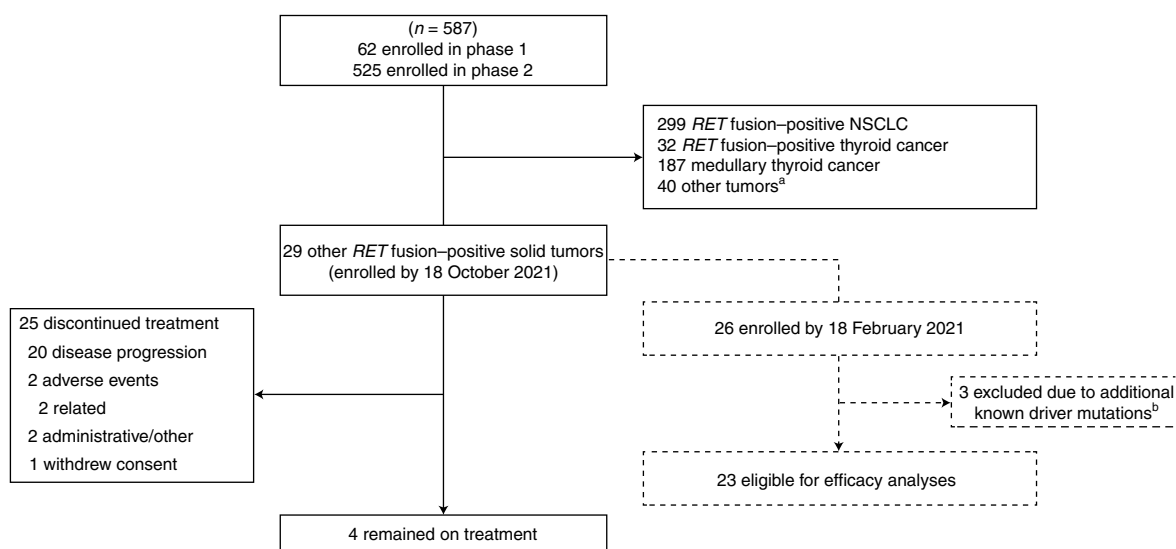 (n = 587)
62 enrolled in phase 1
525 enrolled in phase 2
299 RET fusion–positive NSCLC
32 RET fusion–positive thyroid cancer
187 medullary thyroid cancer
40 other tumorsᵃ
29 other RET fusion–positive solid tumors
(enrolled by 18 October 2021)
25 discontinued treatment
20 disease progression
2 adverse events
2 related
2 administrative/other
1 withdrew consent
26 enrolled by 18 February 2021
3 excluded due to additional
known driver mutationsᵇ
23 eligible for efficacy analyses
4 remained on treatment